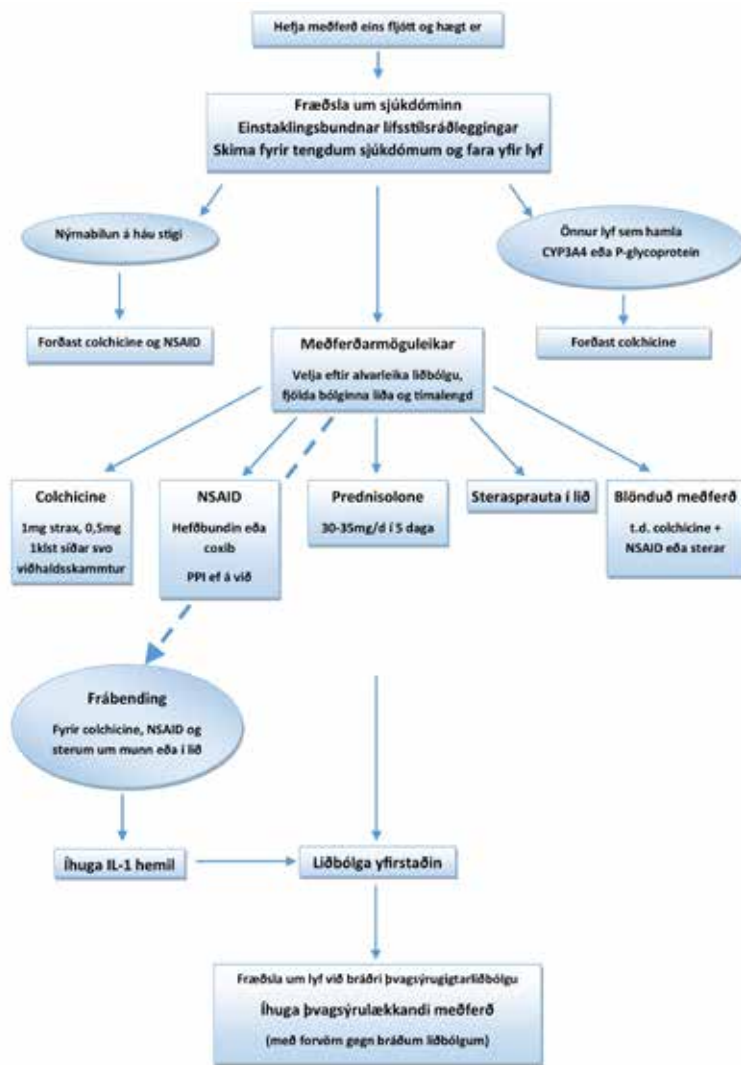 Hefja meðferð eins fljótt og hægt er
Fræðsla um sjúkdóminn
Einstaklingsbundnar lífsstílsráðleggingar
Skima fyrir tengdum sjúkdómum og fara yfir lyf
Nýrnabilun á háu stigi
Önnur lyf sem hamla
CYP3A4 eða P-glycoprotein
Forðast colchicine og NSAID
Forðast colchicine
Meðferðarmöguleikar
Velja eftir alvarleika liðbólgu,
fjölda bólginna liða og tímalengd
Colchicine
1mg strax, 0,5mg
1klst síðar svo
viðhaldsskammtur
NSAID
Hefðbundin eða
coxib
PPI ef á við
Prednisolone
30-35mg/d í 5 daga
Sterasprauta í lið
Blönduð meðferð
t.d. colchicine +
NSAID eða sterar
Frábending
Fyrir colchicine, NSAID og
sterum um munn eða í lið
Íhuga IL-1 hemil
Liðbólga yfirstaðin
Fræðsla um lyf við bráðri þvagsýrugigtarliðbólgu
Íhuga þvagsýrulækkandi meðferð
(með forvörn gegn bráðum liðbólgum)